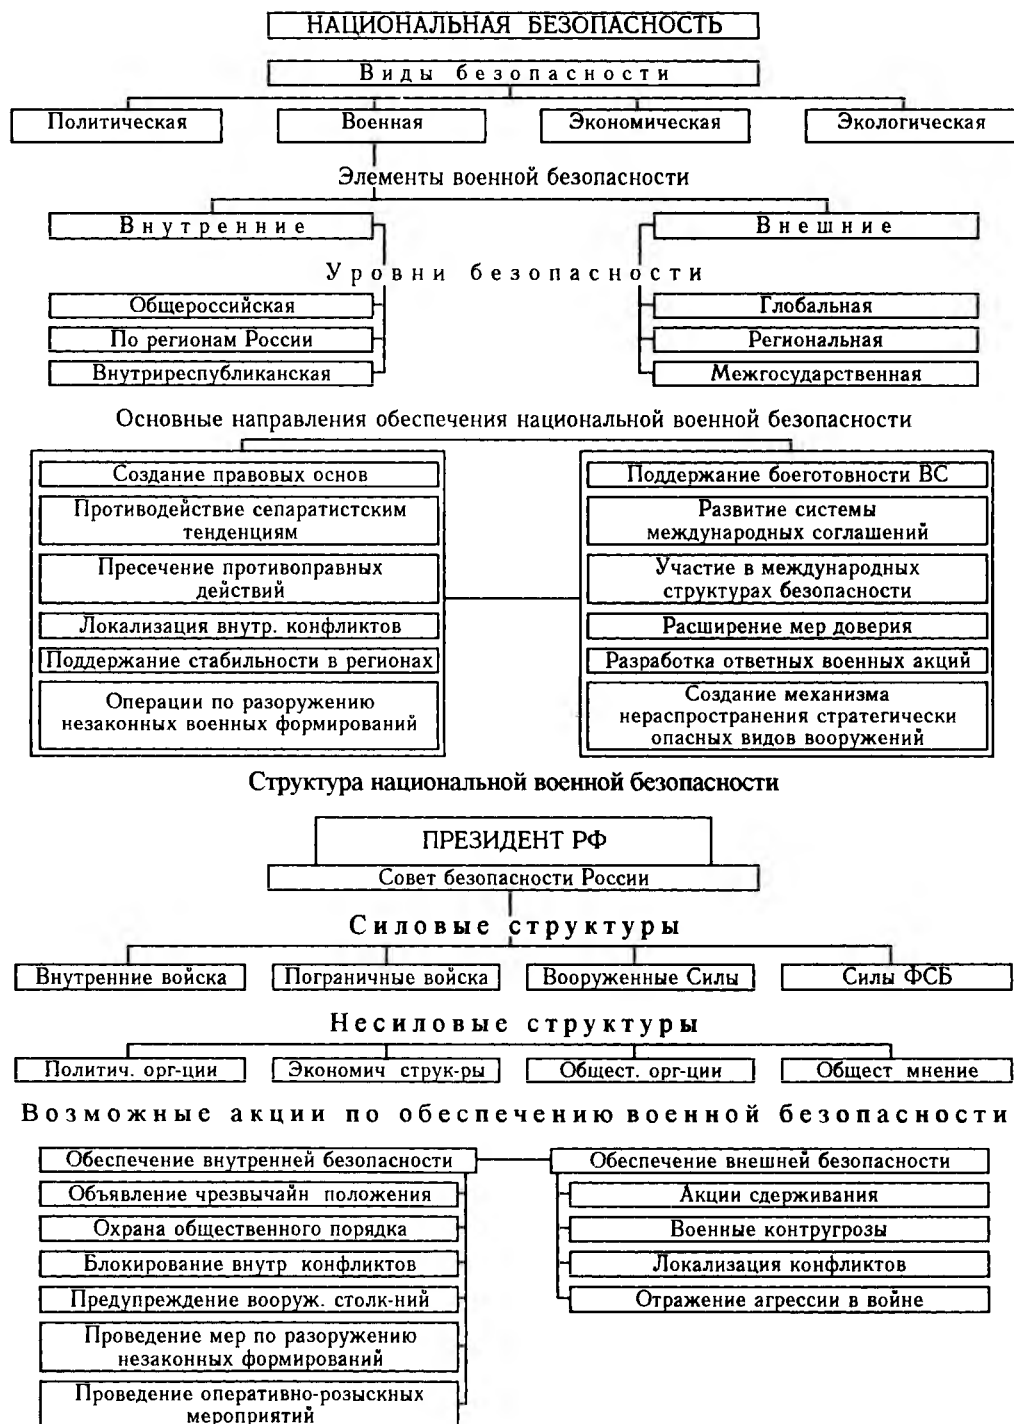 НАЦИОНАЛЬНАЯ БЕЗОПАСНОСТЬ
Виды безопасности
Политическая
Военная
Экономическая
Экологическая
Элементы военной безопасности
Внутренние
Внешние
Уровни безопасности
Общероссийская
Глобальная
По регионам России
Региональная
Внутриреспубликанская
Межгосударственная
Основные направления обеспечения национальной военной безопасности
Создание правовых основ
Противодействие сепаратистским
тенденциям
Пресечение противоправных
действий
Локализация внутр. конфликтов
Поддержание стабильности в регионах
Операции по разоружению
незаконных военных формирований
Поддержание боеготовности ВС
Развитие системы
международных соглашений
Участие в международных
структурах безопасности
Расширение мер доверия
Разработка ответных военных акций
Создание механизма
нераспространения стратегически
опасных видов вооружений
Структура национальной военной безопасности
ПРЕЗИДЕНТ РФ
Совет безопасности России
Силовые структуры
Внутренние войска
Пограничные войска
Вооруженные Силы
Силы ФСБ
Несиловые структуры
Политич. орг-ции
Экономич струк-ры
Общест. орг-ции
Общест мнение
Возможные акции по обеспечению военной безопасности
Обеспечение внутренней безопасности
Объявление чрезвычайн положения
Охрана общественного порядка
Блокирование внутр конфликтов
Предупреждение вооруж. столк-ний
Проведение мер по разоружению
незаконных формирований
Проведение оперативно-розыскных
мероприятий
Обеспечение внешней безопасности
Акции сдерживания
Военные контругрозы
Локализация конфликтов
Отражение агрессии в войне